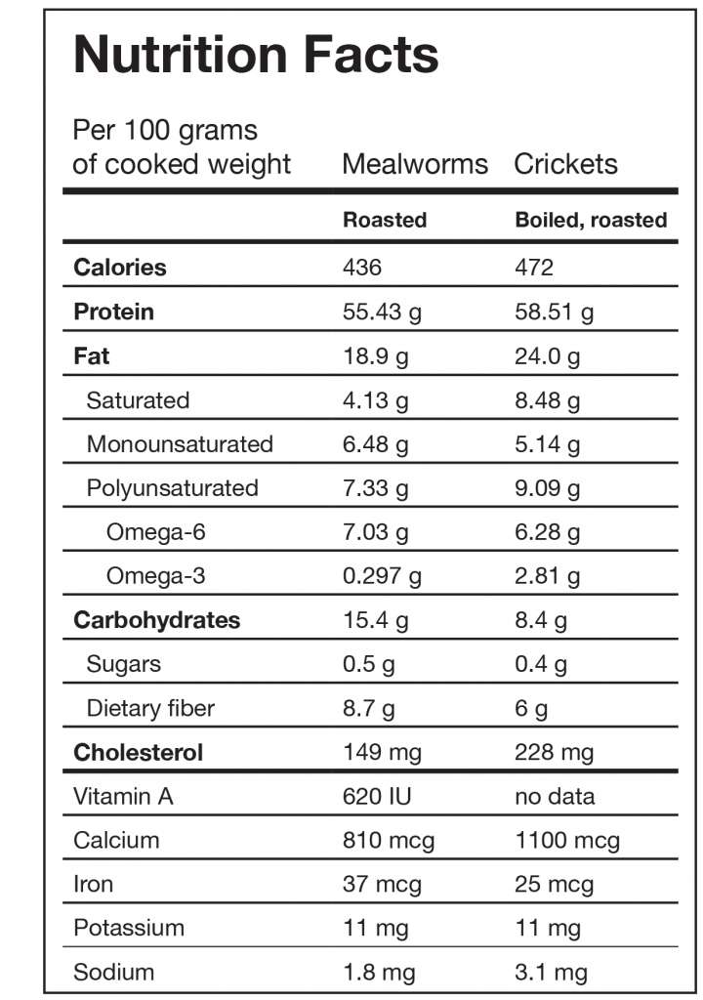 Nutrition Facts
Per 100 grams
of cooked weight Mealworms Crickets
Roasted Boiled, roasted
Calories 436 472
Protein 55.43 g 58.51 g
Fat 18.9 g 24.0 g
Saturated 4.13 g 8.48 g
Monounsaturated 6.48 g 5.14 g
Polyunsaturated 7.33 g 9.09 g
Omega-6 7.03 g 6.28 g
Omega-3 0.297 g 2.81 g
Carbohydrates 15.4 g 8.4 g
Sugars 0.5 g 0.4 g
Dietary fiber 8.7 g 6 g
Cholesterol 149 mg 228 mg
Vitamin A 620 IU no data
Calcium 810 mcg 1100 mcg
Iron 37 mcg 25 mcg
Potassium 11 mg 11 mg
Sodium 1.8 mg 3.1 mg